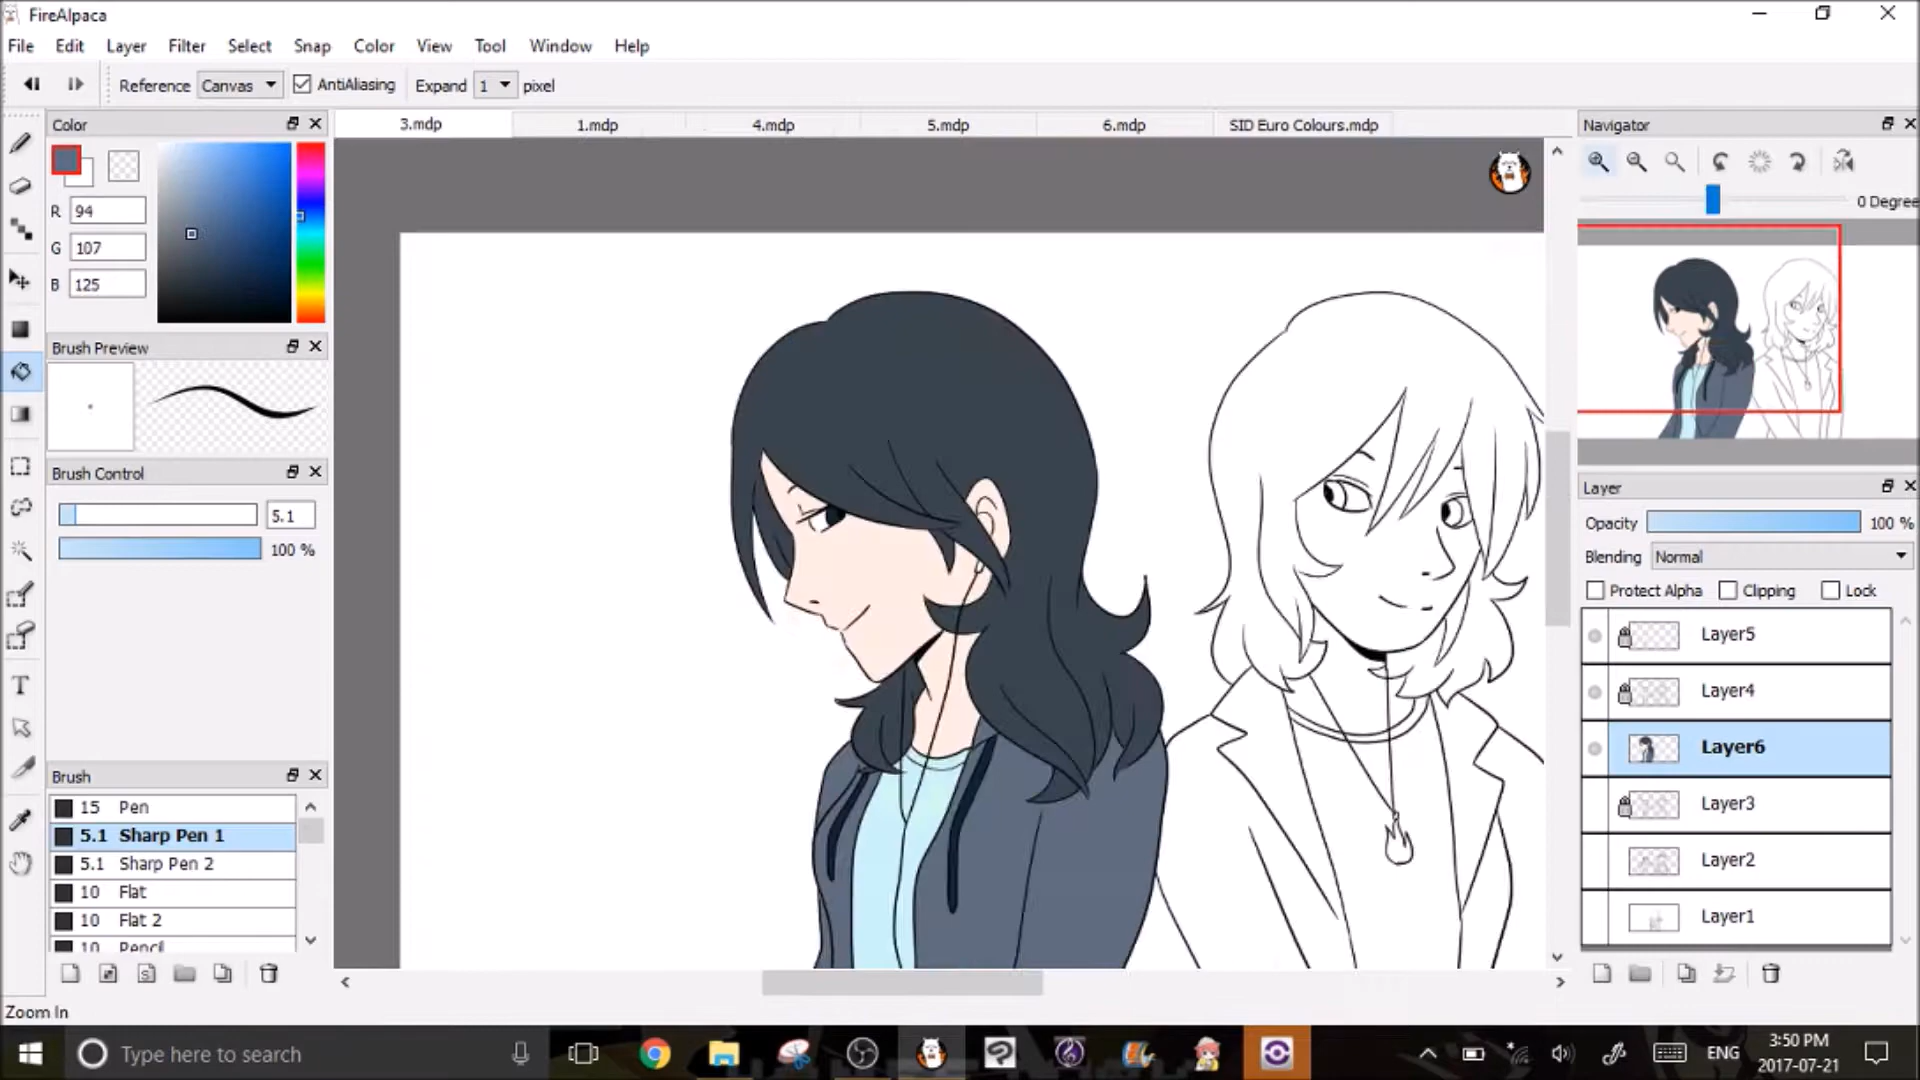 FireAlpaca
File Edit Layer Filter Select Snap Color View Tool Window Help
Reference Canvas AntiAliasing Expand 1 pixel
Color
3.mdp 1.mdp 4.mdp 5.mdp 6.mdp SID Euro Colours.mdp
Navigator
R 94
G 107
B 125
0 Degree
Brush Preview
Brush Control
5.1
100 %
Layer
Opacity 100 %
Blending Normal
Protect Alpha Clipping Lock
Layer5
Layer4
Layer6
Layer3
Layer2
Layer1
Brush
15 Pen
5.1 Sharp Pen 1
5.1 Sharp Pen 2
10 Flat
10 Flat 2
10 Pencil
Zoom In
Type here to search
ENG
3:50 PM
2017-07-21